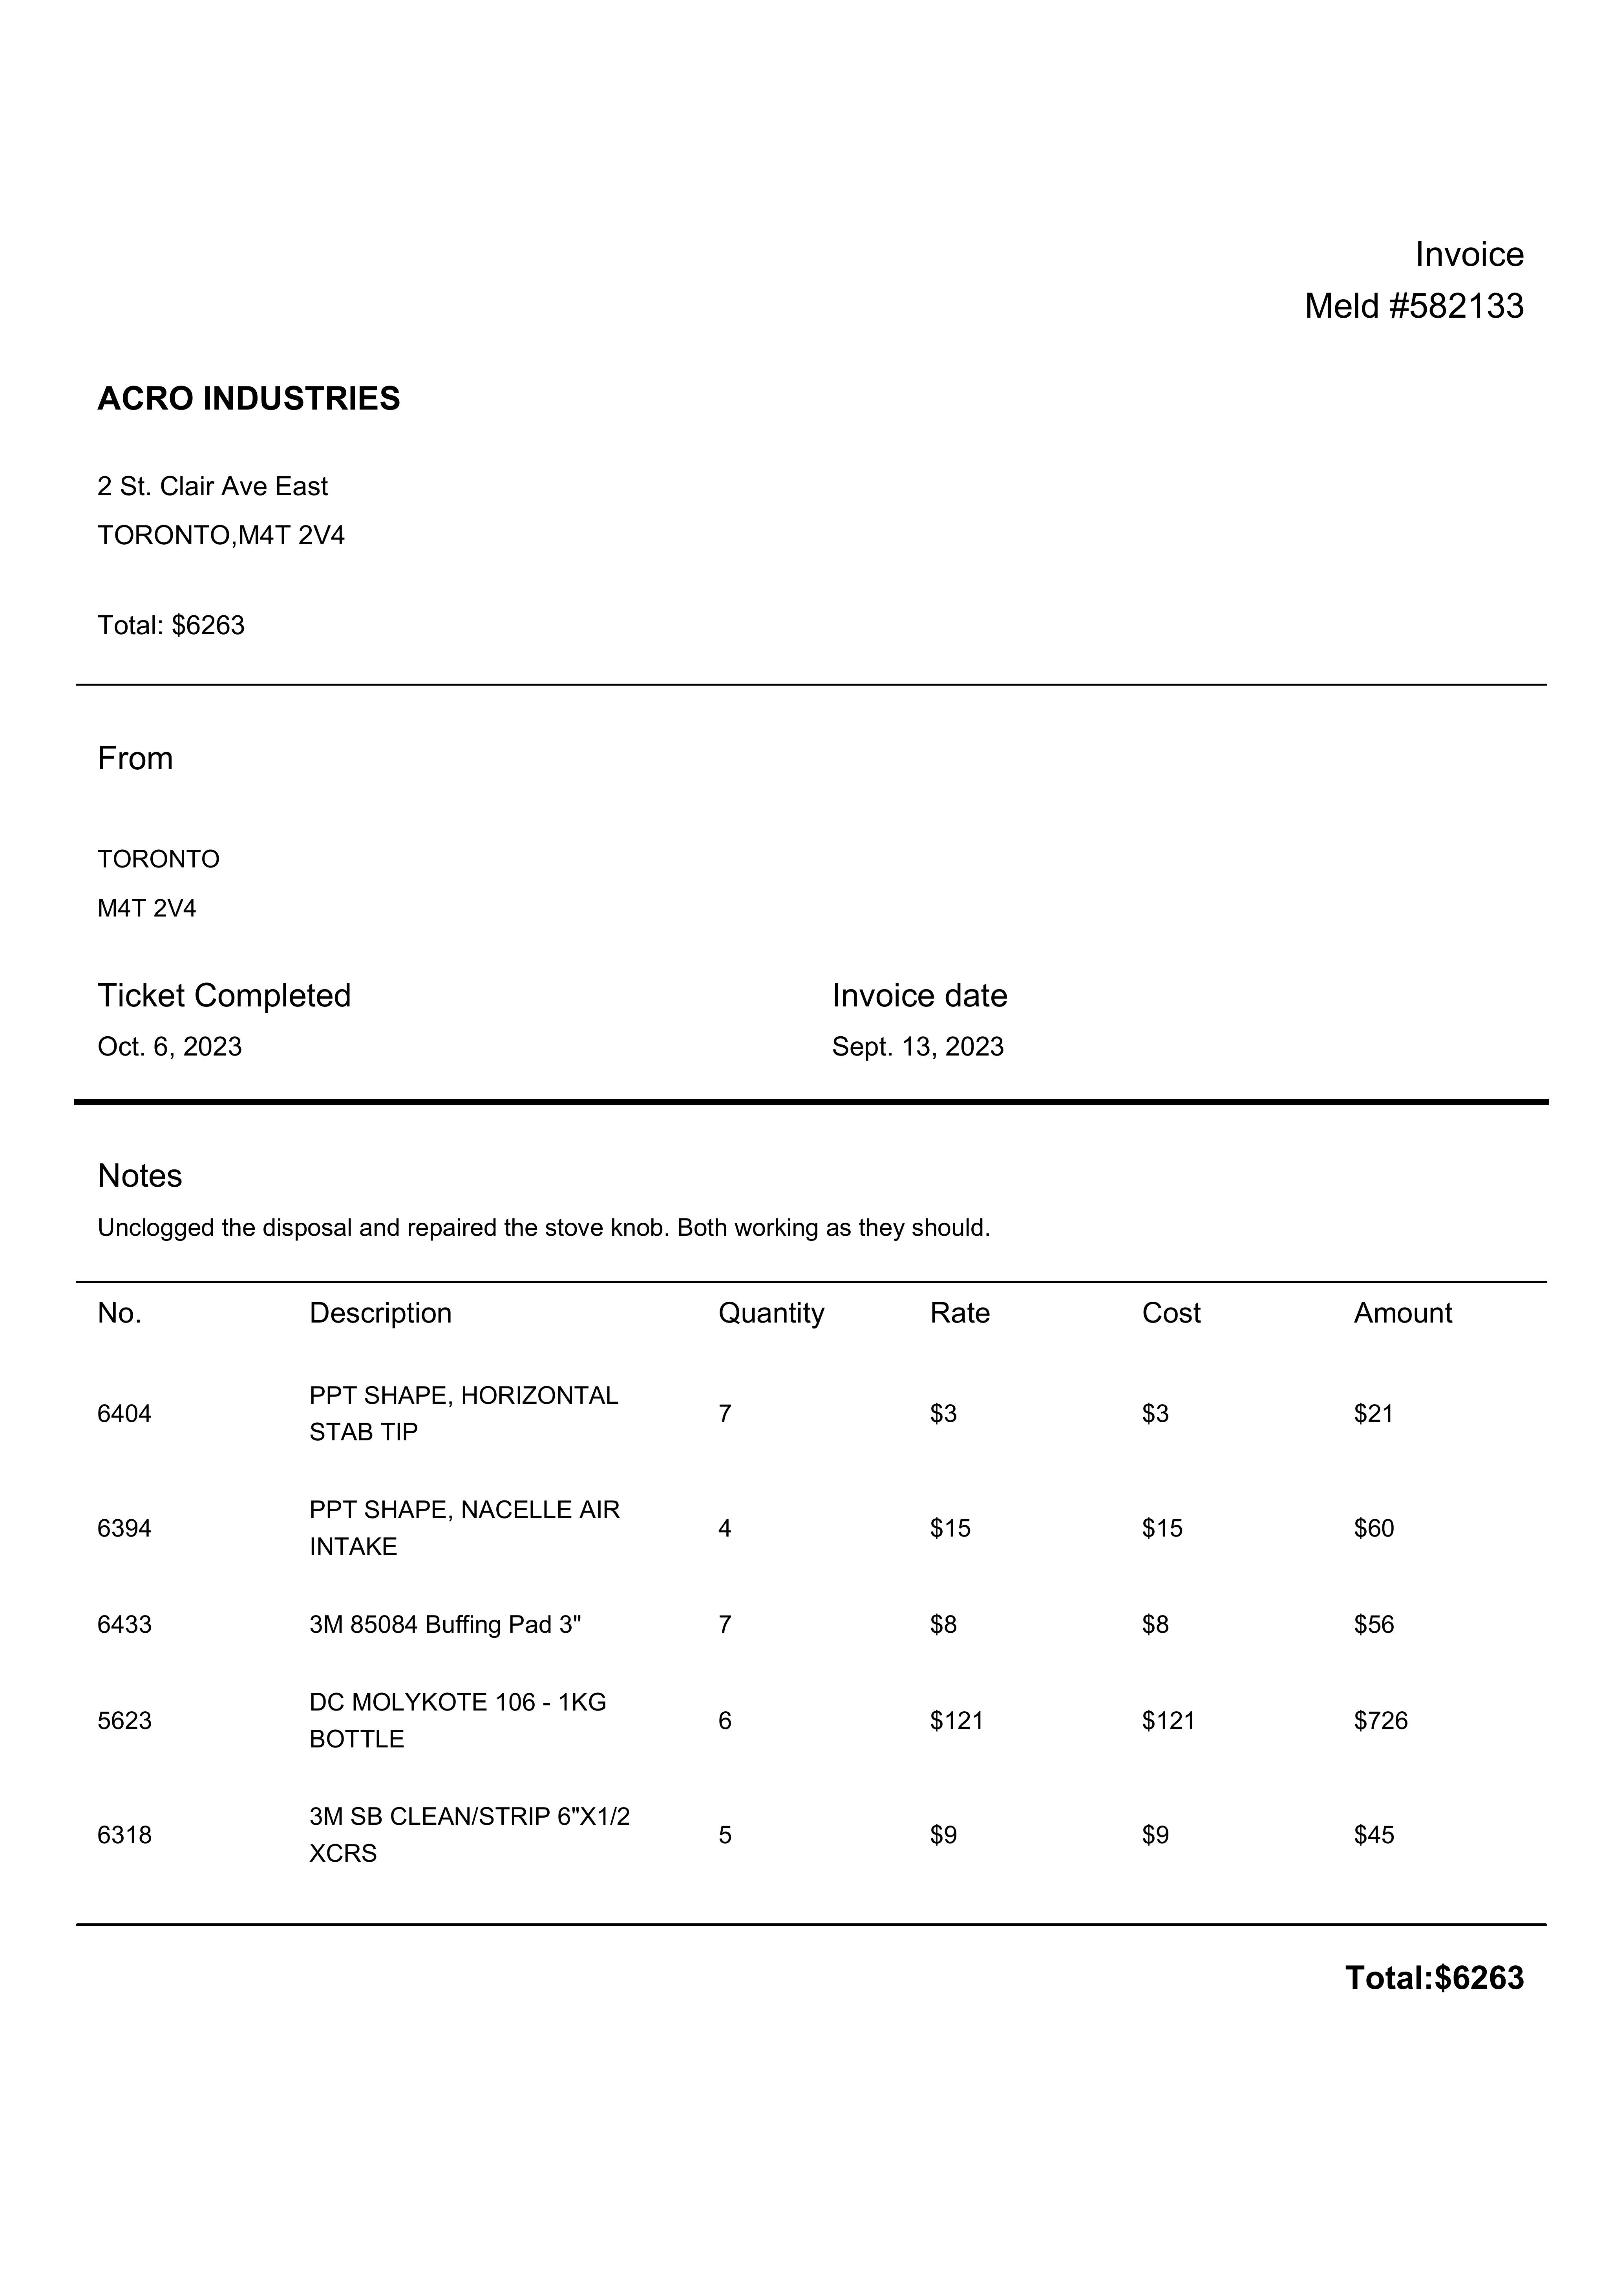 Invoice
Meld #582133
ACRO INDUSTRIES
2 St. Clair Ave East
TORONTO,M4T 2V4
Total: $6263
From
TORONTO
M4T 2V4
Ticket Completed Invoice date
Oct. 6, 2023 Sept. 13, 2023
Notes
Unclogged the disposal and repaired the stove knob. Both working as they should.
No. Description Quantity Rate Cost Amount
PPT SHAPE, HORIZONTAL
6404 7 $3 $3 $21
STAB TIP
PPT SHAPE, NACELLE AIR
6394 4 $15 $15 $60
INTAKE
6433 3M 85084 Buffing Pad 3" 7 $8 $8 $56
DC MOLYKOTE 106 - 1KG
5623 6 $121 $121 $726
BOTTLE
3M SB CLEAN/STRIP 6"X1/2
6318 5 $9 $9 $45
XCRS
Total:$6263